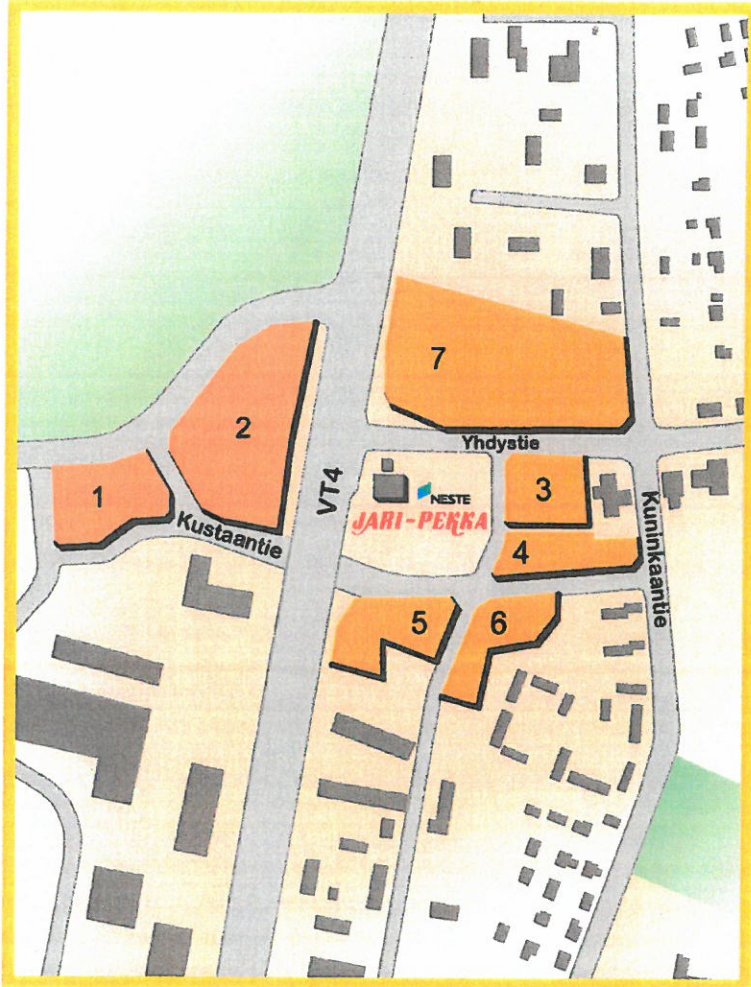 7
2
Yhdystie
1
VT4
NESTE
3
JARI-PEKKA
Kustaantie
Kuninkaantie
4
5
6